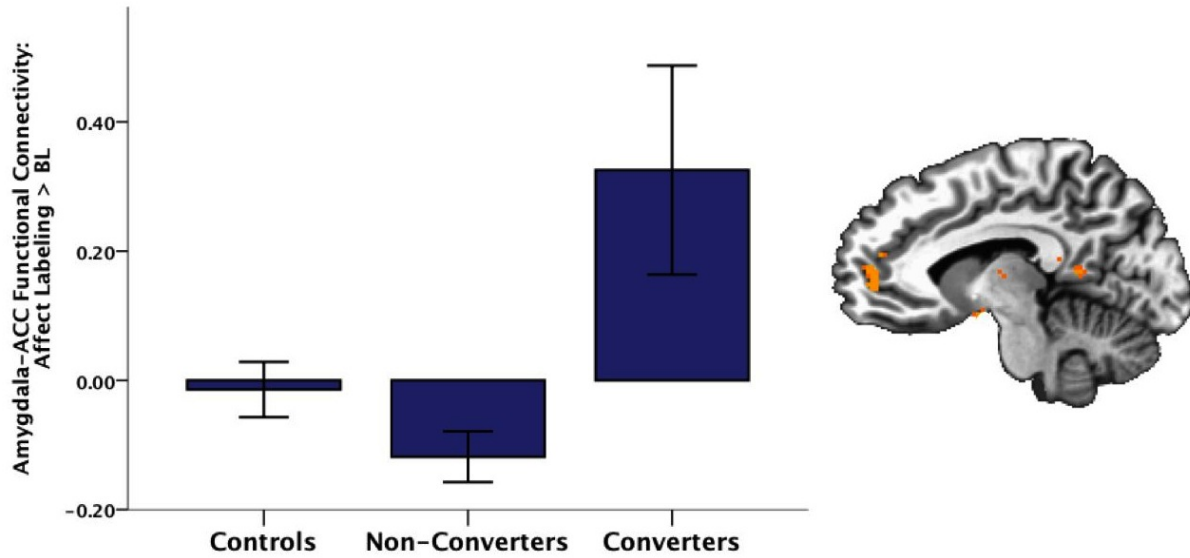 Amygdala-ACC Functional Connectivity:
Affect Labeling > BL
0.40
0.20
0.00
-0.20
Controls Non-Converters Converters